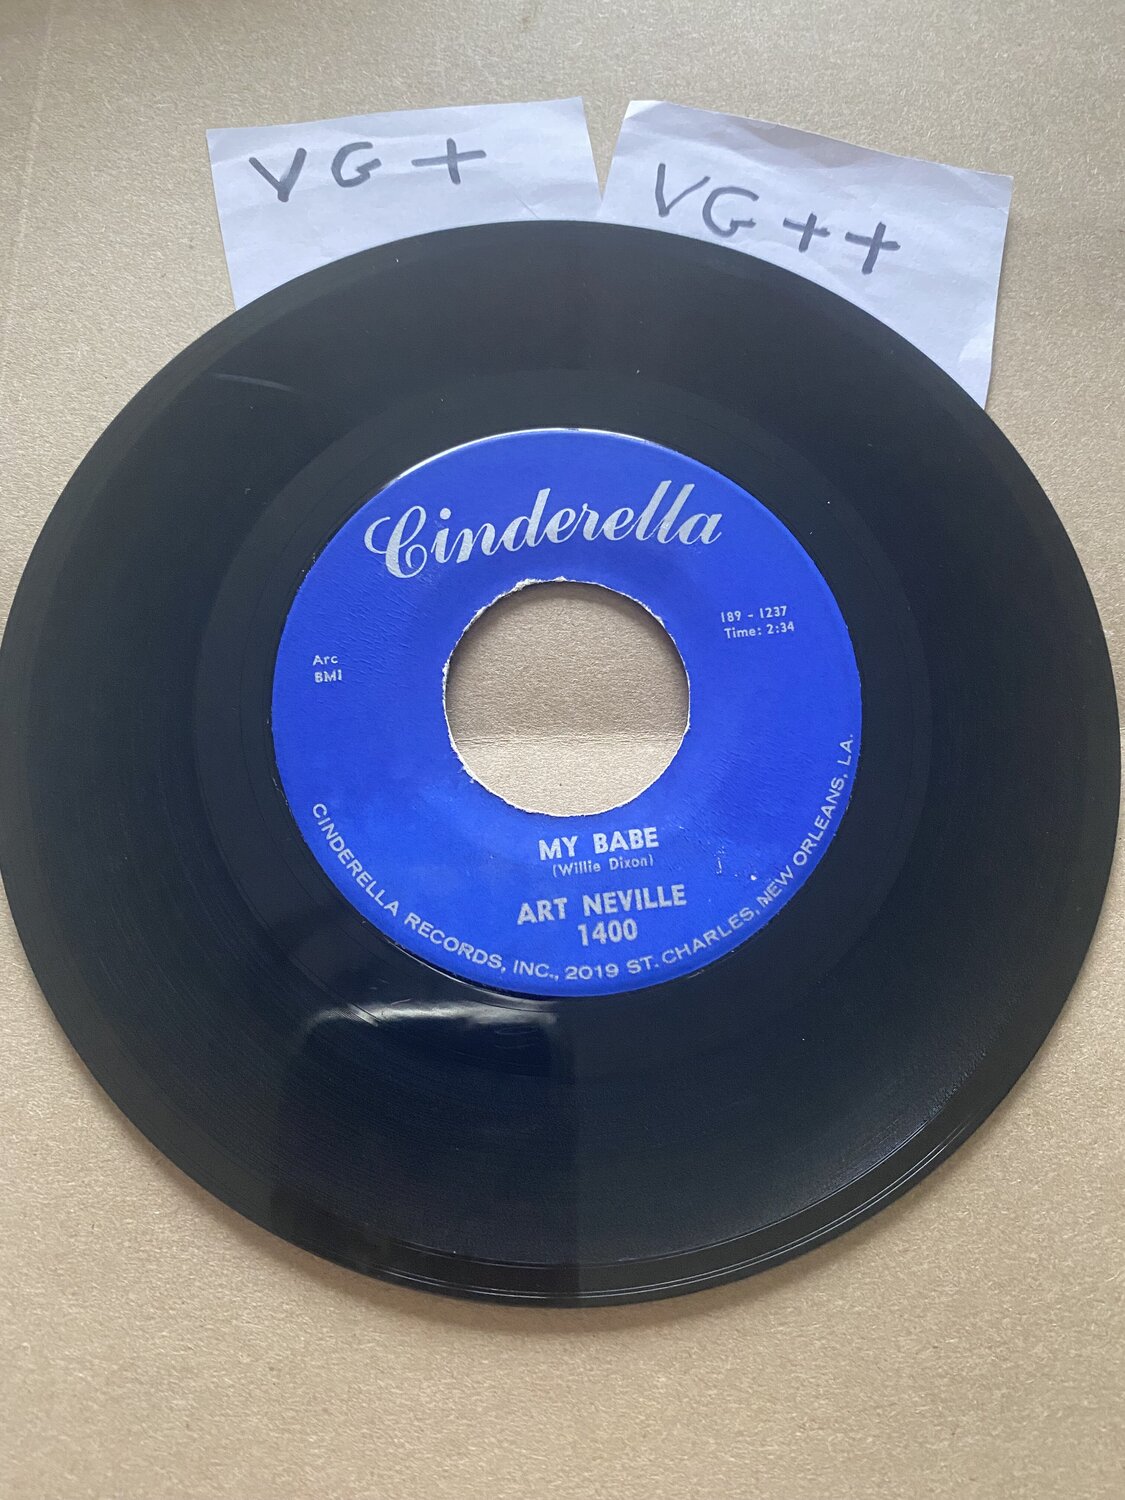 VG+
VG++
Cinderella
189 - 1237
Time: 2:34
Arc
BMI
MY BABE
(Willie Dixon)
ART NEVILLE
1400
CINDERELLA RECORDS, INC., 2019 ST. CHARLES, NEW ORLEANS, LA.